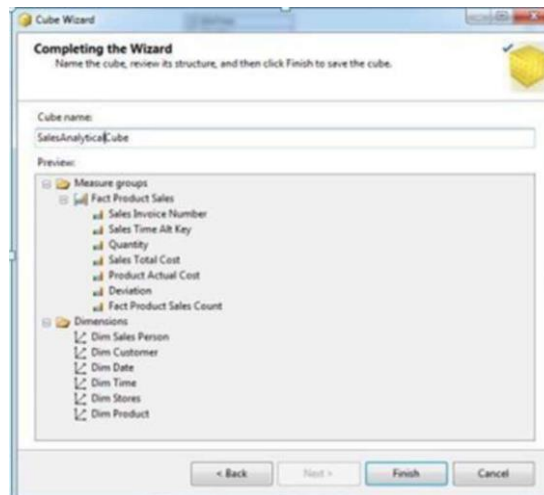 Cube Wizard
Completing the Wizard
Name the cube, review its structure, and then click Finish to save the cube.
Cube name:
SalesAnalyticalCube
Preview:
Measure groups
Fact Product Sales
Sales Invoice Number
Sales Time Alt Key
Quantity
Sales Total Cost
Product Actual Cost
Deviation
Fact Product Sales Count
Dimensions
Dim Sales Person
Dim Customer
Dim Date
Dim Time
Dim Stores
Dim Product
< Back Next > Finish Cancel